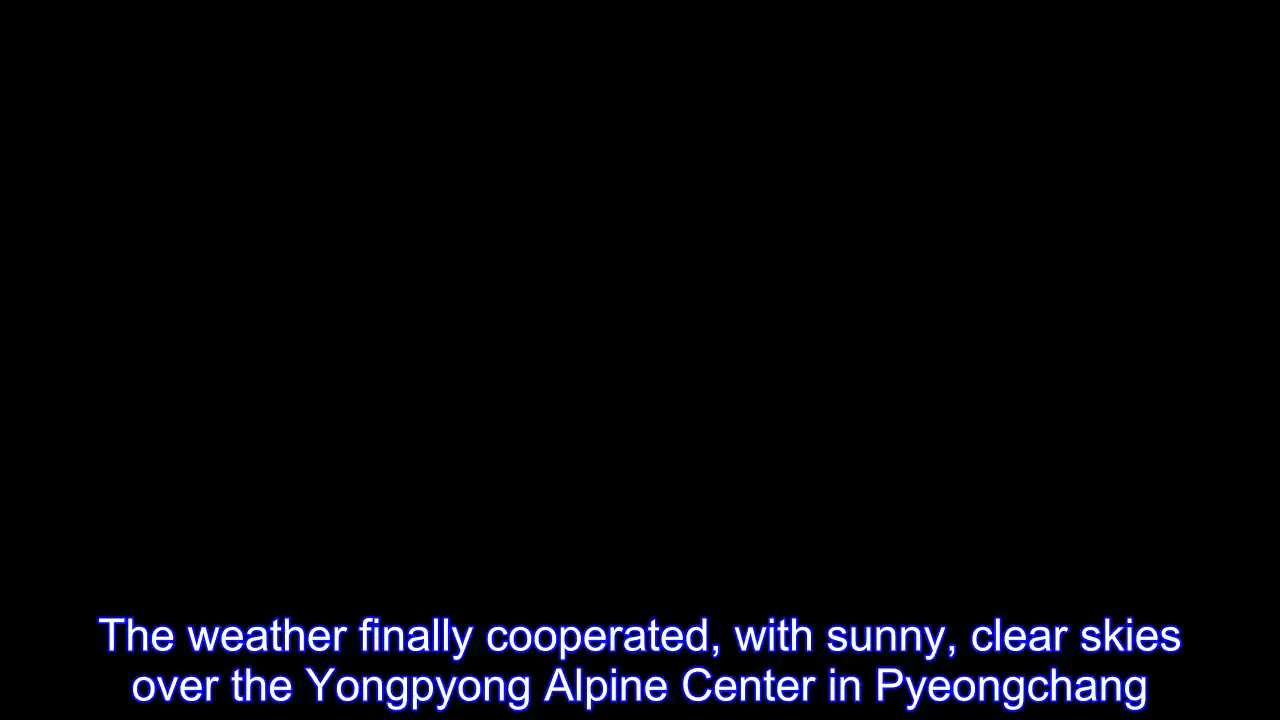 The weather finally cooperated, with sunny, clear skies
over the Yongpyong Alpine Center in Pyeongchang